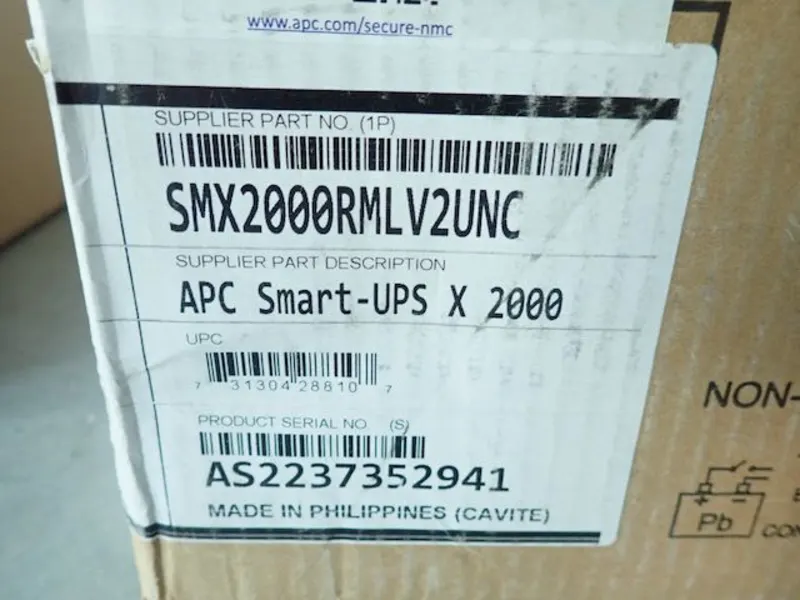 www.apc.com/secure-nmc
SUPPLIER PART NO. (1P)
SMX2000RMLV2UNC
SUPPLIER PART DESCRIPTION
APC Smart-UPS X 2000
UPC
7 31304 28810 7
PRODUCT SERIAL NO. (S)
AS2237352941
MADE IN PHILIPPINES (CAVITE)
NON-
Pb